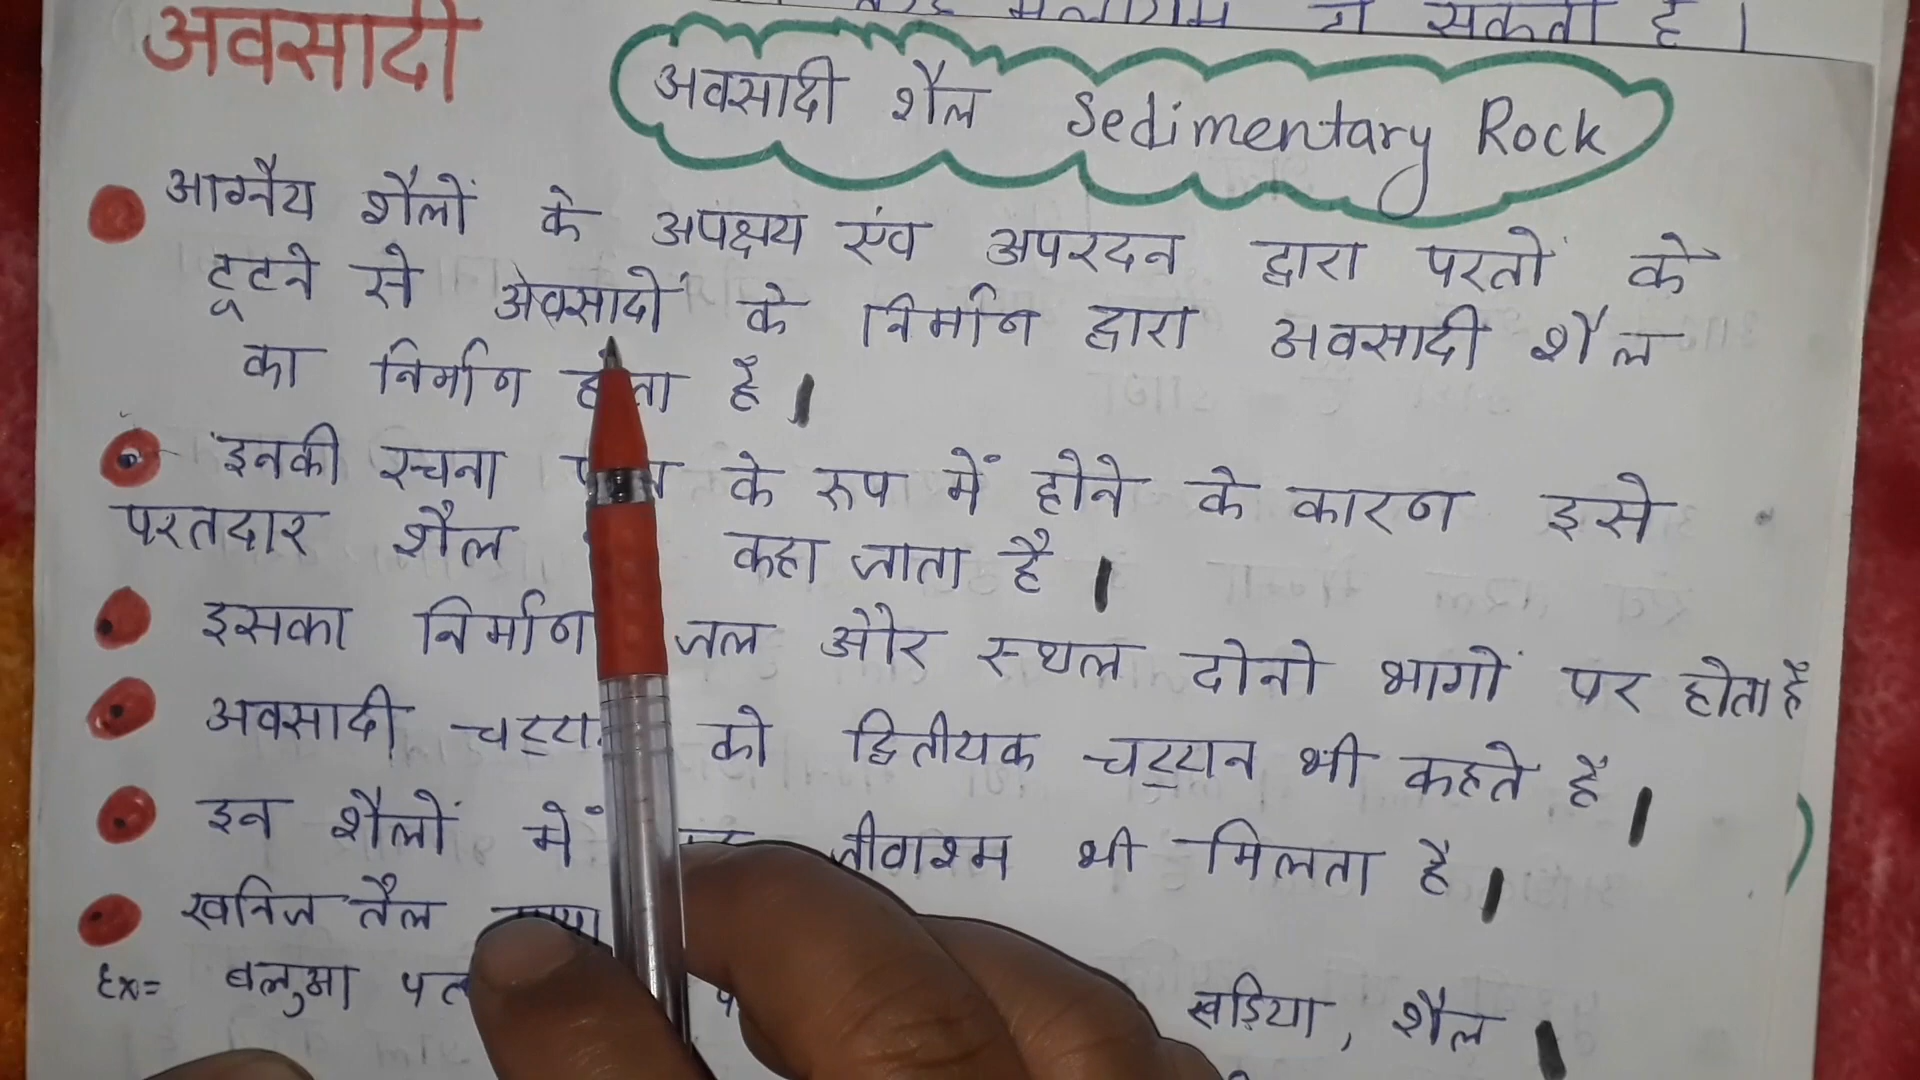 सकता है ।
अवसादी
अवसादी शैल Sedimentary Rock
आग्नैय शैलों के अपक्षय एंव अपरदन द्वारा परतों के
टूटने से अवसादों के निर्माण द्वारा अवसादी शैल
का निर्माण होता है ।
इनकी रचना के रुप में होने के कारण इसे
परतदार शैल कहा जाता है ।
इसका निर्माण जल और स्थल दोनो भागों पर होता है
अवसादी को द्वितीयक चट्टान भी कहते है ।
इन शैलों में जीवाश्म भी मिलता है ।
खनिज तैल
Ex= बलुआ खड़िया, शैल ।